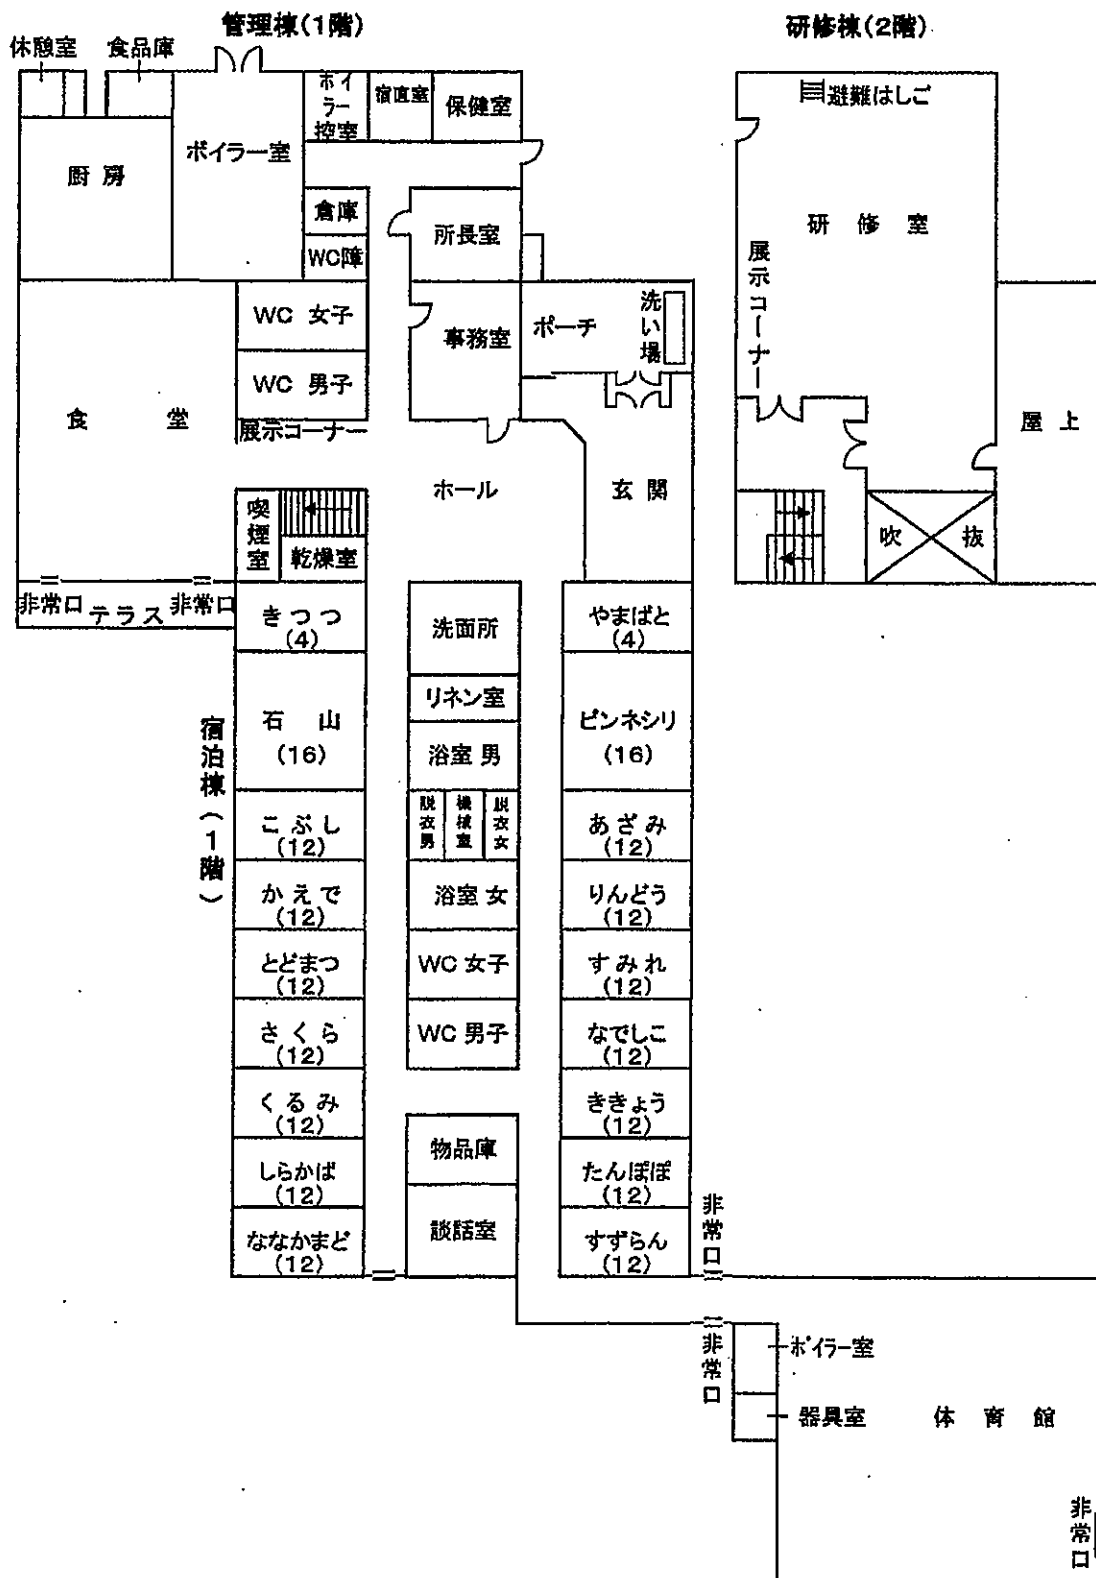 管理棟(1階)
研修棟(2階)
休憩室
食品庫
ボイラー控室
宿直室
保健室
避難はしご
厨房
ボイラー室
倉庫
所長室
研修室
WC障
展示コーナー
WC 女子
事務室
ポーチ
洗い場
WC 男子
食堂
屋上
展示コーナー
ホール
玄関
喫煙室
乾燥室
吹抜
非常口
テラス
非常口
きつつ
(4)
洗面所
やまばと
(4)
リネン室
宿泊棟(1階)
石山
(16)
ピンネシリ
(16)
浴室 男
こぶし
(12)
脱衣男
機械室
脱衣女
あざみ
(12)
かえで
(12)
浴室 女
りんどう
(12)
とどまつ
(12)
WC 女子
すみれ
(12)
さくら
(12)
WC 男子
なでしこ
(12)
くるみ
(12)
ききょう
(12)
しらかば
(12)
物品庫
たんぽぽ
(12)
ななかまど
(12)
談話室
すずらん
(12)
非常口
非常口
ボイラー室
器具室
体育館
非常口